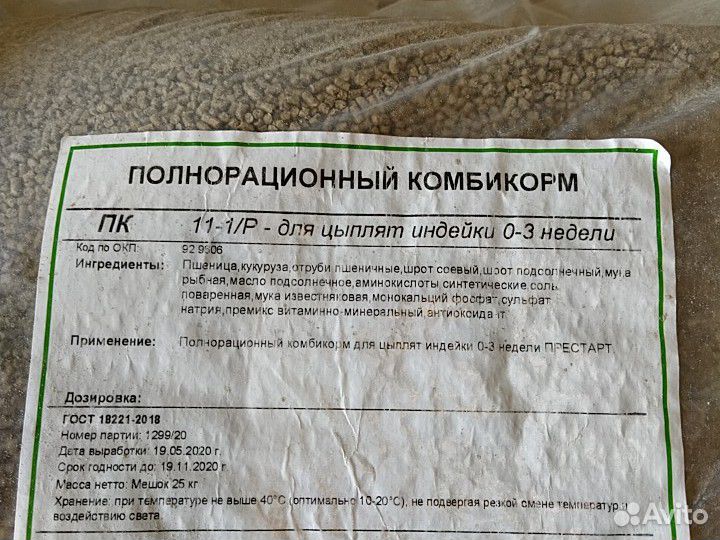 ПОЛНОРАЦИОННЫЙ КОМБИКОРМ
ПК 11-1/Р - для цыплят индейки 0-3 недели
Код по ОКП: 92 9606
Ингредиенты: Пшеница,кукуруза,отруби пшеничные,шрот соевый,шрот подсолнечный,мука
рыбная,масло подсолнечное,аминокислоты синтетические,соль
поваренная,мука известняковая,монокальций фосфат,сульфат
натрия,премикс витаминно-минеральный,антиоксидант
Применение: Полнорационный комбикорм для цыплят индейки 0-3 недели ПРЕСТАРТ.
Дозировка:
ГОСТ 18221-2018
Номер партии: 1299/20
Дата выработки: 19.05.2020 г.
Срок годности до: 19.11.2020 г.
Масса нетто: Мешок 25 кг
Хранение: при температуре не выше 40°С (оптимально 10-20°С), не подвергая резкой смене температур и
воздействию света.
Avito